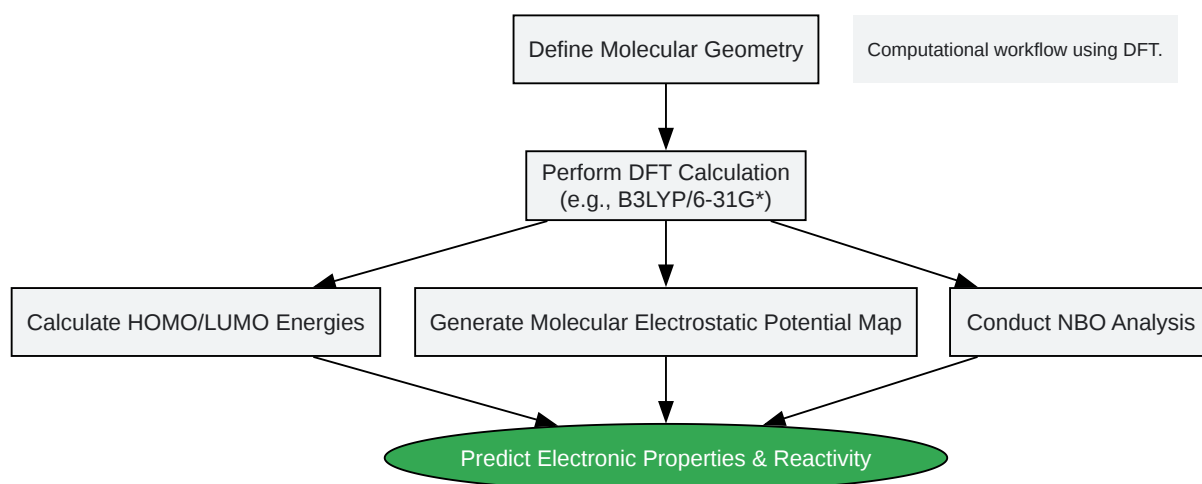 Define Molecular Geometry
Computational workflow using DFT.
Perform DFT Calculation
(e.g., B3LYP/6-31G*)
Calculate HOMO/LUMO Energies
Generate Molecular Electrostatic Potential Map
Conduct NBO Analysis
Predict Electronic Properties & Reactivity